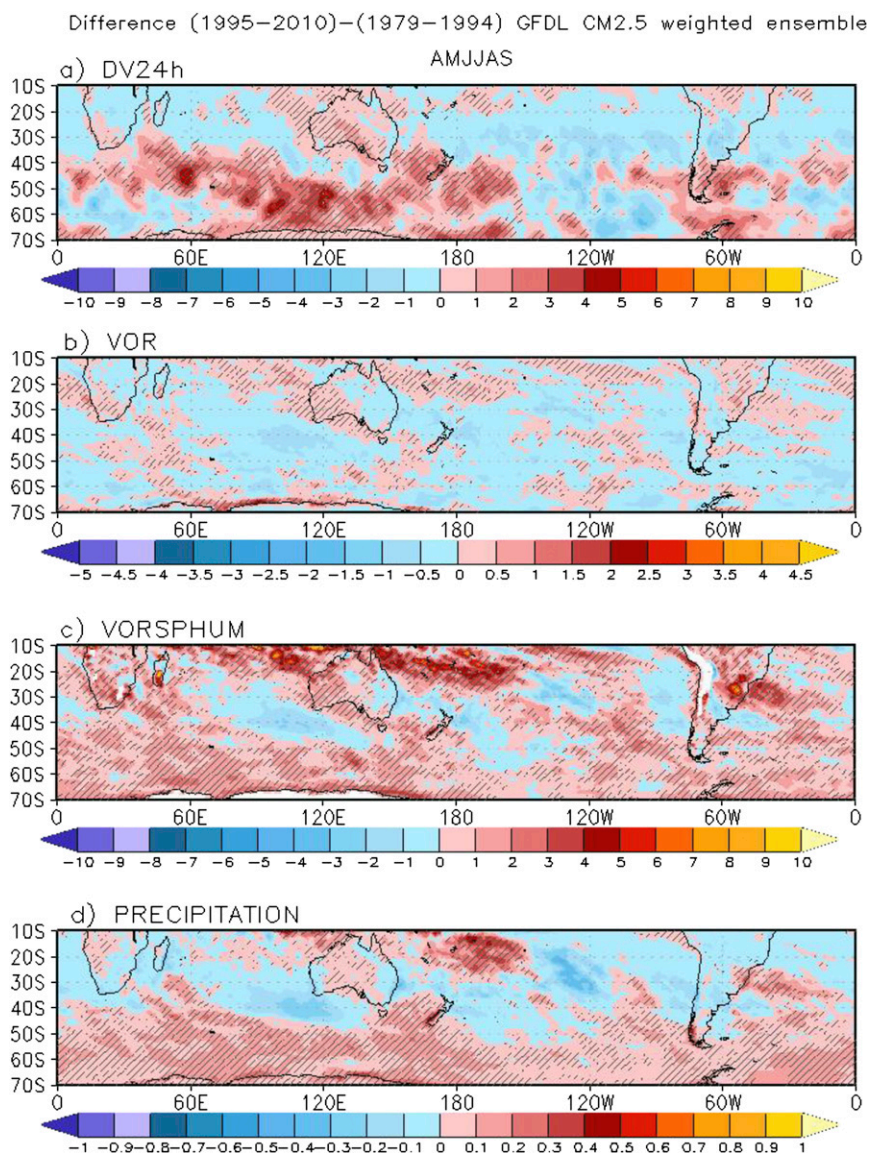 Difference (1995−2010)−(1979−1994) GFDL CM2.5 weighted ensemble
AMJJAS
a) DV24h
10S
20S
30S
40S
50S
60S
70S
0 60E 120E 180 120W 60W 0
−10 −9 −8 −7 −6 −5 −4 −3 −2 −1 0 1 2 3 4 5 6 7 8 9 10
b) VOR
10S
20S
30S
40S
50S
60S
70S
0 60E 120E 180 120W 60W 0
−5 −4.5 −4 −3.5 −3 −2.5 −2 −1.5 −1 −0.5 0 0.5 1 1.5 2 2.5 3 3.5 4 4.5
c) VORSPHUM
10S
20S
30S
40S
50S
60S
70S
0 60E 120E 180 120W 60W 0
−10 −9 −8 −7 −6 −5 −4 −3 −2 −1 0 1 2 3 4 5 6 7 8 9 10
d) PRECIPITATION
10S
20S
30S
40S
50S
60S
70S
0 60E 120E 180 120W 60W 0
−1 −0.9 −0.8 −0.7 −0.6 −0.5 −0.4 −0.3 −0.2 −0.1 0 0.1 0.2 0.3 0.4 0.5 0.6 0.7 0.8 0.9 1